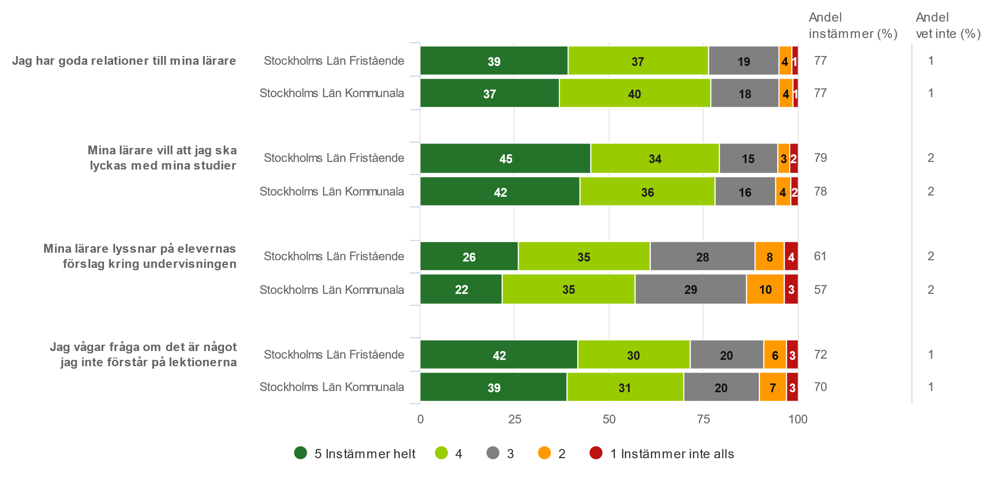 Andel
instämmer (%)
Andel
vet inte (%)
Jag har goda relationer till mina lärare
Stockholms Län Fristående 39 37 19 4 1 77 1
Stockholms Län Kommunala 37 40 18 4 1 77 1
Mina lärare vill att jag ska
lyckas med mina studier
Stockholms Län Fristående 45 34 15 3 2 79 2
Stockholms Län Kommunala 42 36 16 4 2 78 2
Mina lärare lyssnar på elevernas
förslag kring undervisningen
Stockholms Län Fristående 26 35 28 8 4 61 2
Stockholms Län Kommunala 22 35 29 10 3 57 2
Jag vågar fråga om det är något
jag inte förstår på lektionerna
Stockholms Län Fristående 42 30 20 6 3 72 1
Stockholms Län Kommunala 39 31 20 7 3 70 1
0 25 50 75 100
5 Instämmer helt 4 3 2 1 Instämmer inte alls